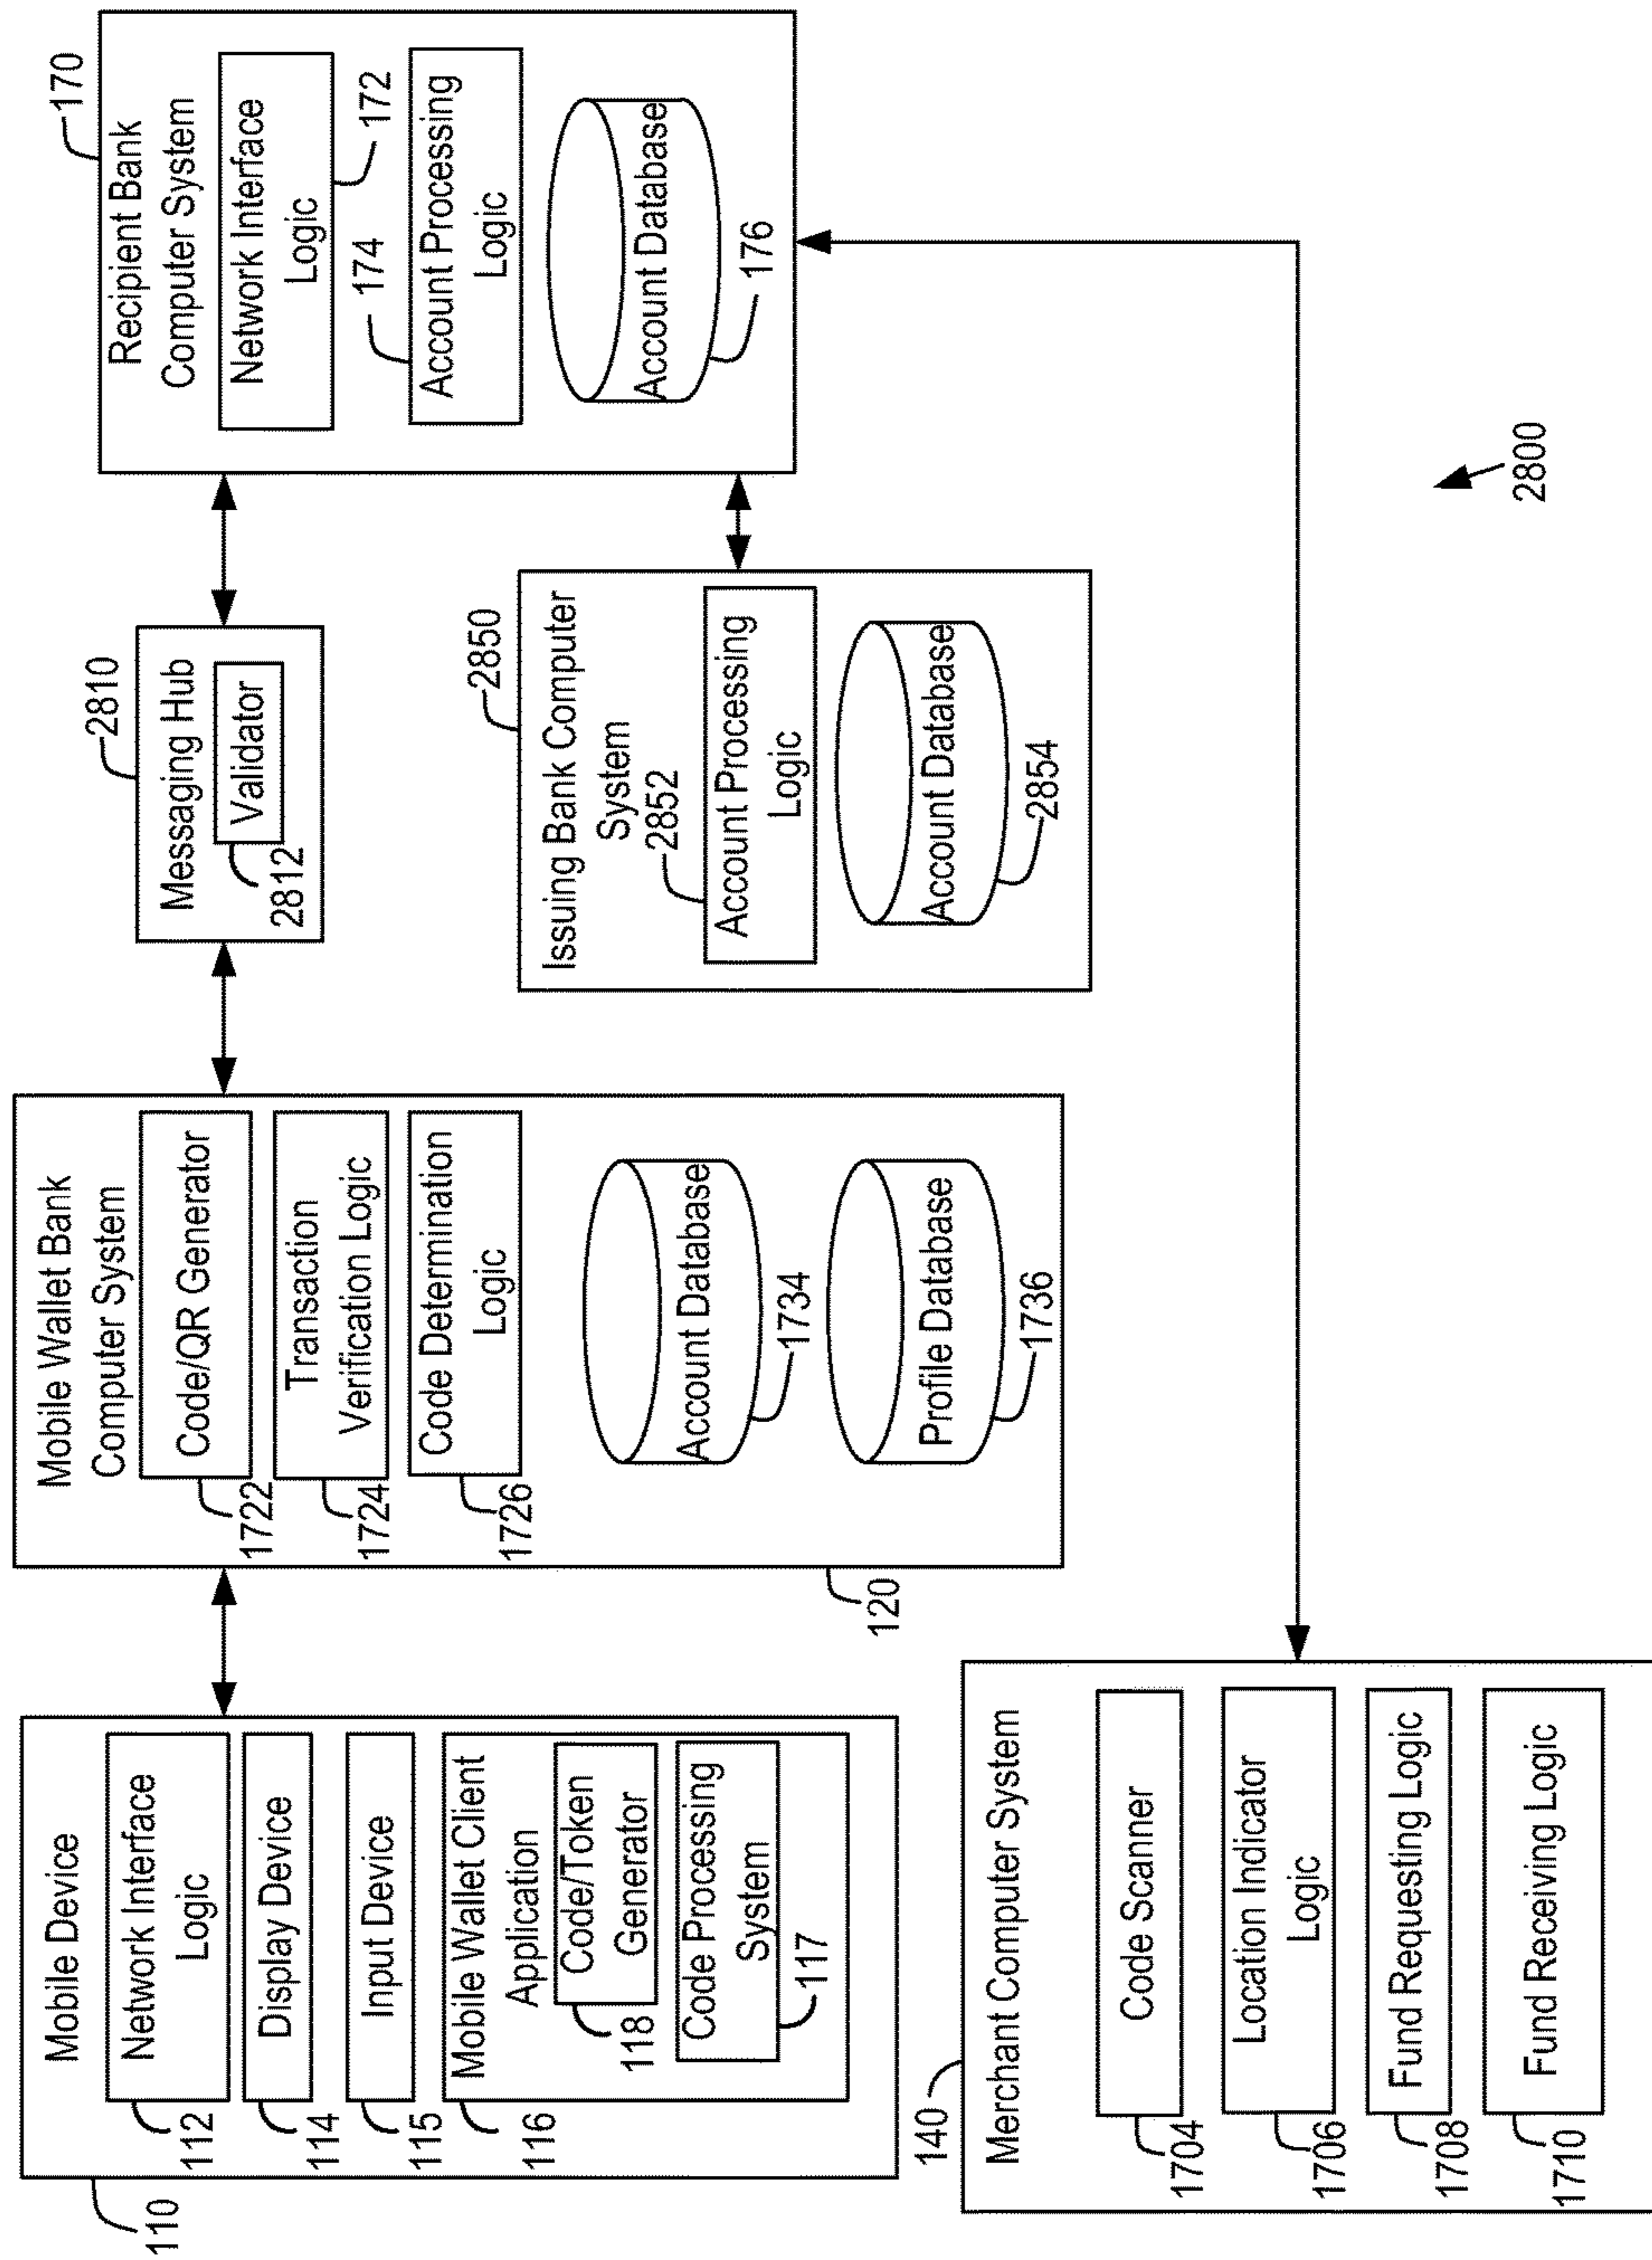 Mobile Device
Network Interface
Logic
112
Display Device
114
Input Device
115
Mobile Wallet Client
Application
116
Code/Token
Generator
118
Code Processing
System
117
110
Mobile Wallet Bank
Computer System
Code/QR Generator
1722
Transaction
Verification Logic
1724
Code Determination
Logic
1726
Account Database
1734
Profile Database
1736
120
Messaging Hub
2810
Validator
2812
Recipient Bank
Computer System
170
Network Interface
Logic
172
174
Account Processing
Logic
Account Database
176
Issuing Bank Computer
System
2850
2852
Account Processing
Logic
Account Database
2854
140
Merchant Computer System
Code Scanner
1704
Location Indicator
Logic
1706
Fund Requesting Logic
1708
Fund Receiving Logic
1710
2800